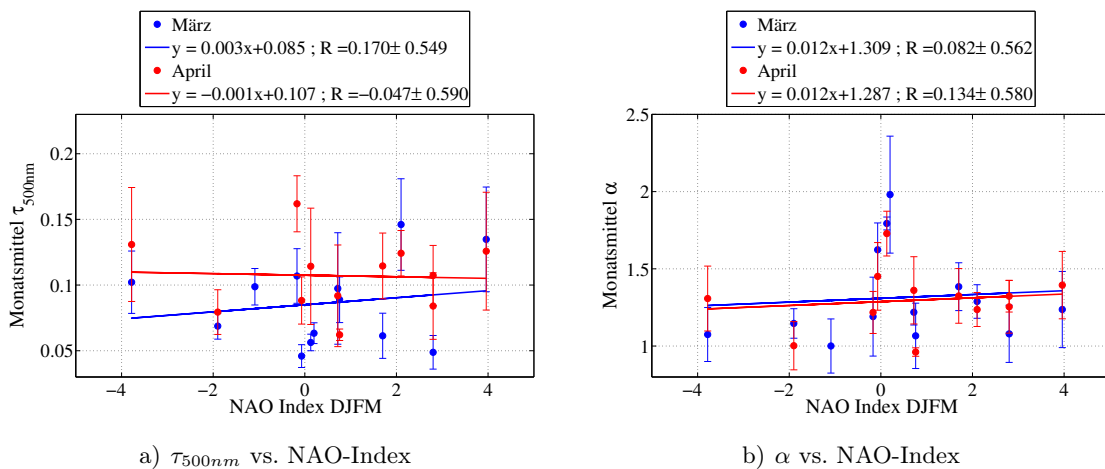 März
y = 0.003x+0.085 ; R =0.170± 0.549
April
y = −0.001x+0.107 ; R =−0.047± 0.590
0.2
0.15
0.1
0.05
−4 −2 0 2 4
Monatsmittel τ500nm
NAO Index DJFM
a) τ500nm vs. NAO-Index
März
y = 0.012x+1.309 ; R =0.082± 0.562
April
y = 0.012x+1.287 ; R =0.134± 0.580
2.5
2
1.5
1
−4 −2 0 2 4
Monatsmittel α
NAO Index DJFM
b) α vs. NAO-Index